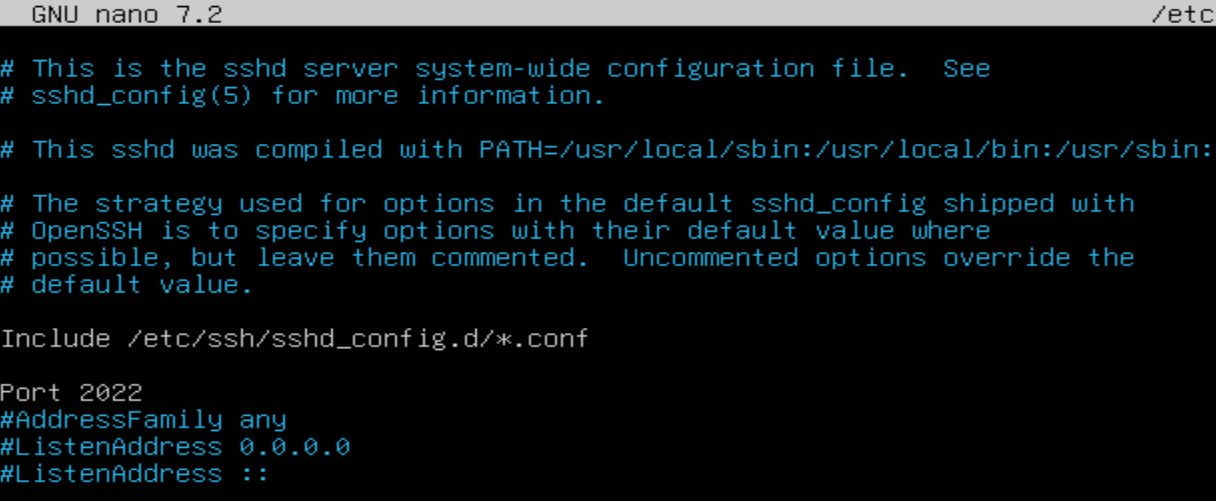 GNU nano 7.2 /etc
# This is the sshd server system-wide configuration file.  See
# sshd_config(5) for more information.
# This sshd was compiled with PATH=/usr/local/sbin:/usr/local/bin:/usr/sbin:
# The strategy used for options in the default sshd_config shipped with
# OpenSSH is to specify options with their default value where
# possible, but leave them commented.  Uncommented options override the
# default value.
Include /etc/ssh/sshd_config.d/*.conf
Port 2022
#AddressFamily any
#ListenAddress 0.0.0.0
#ListenAddress ::